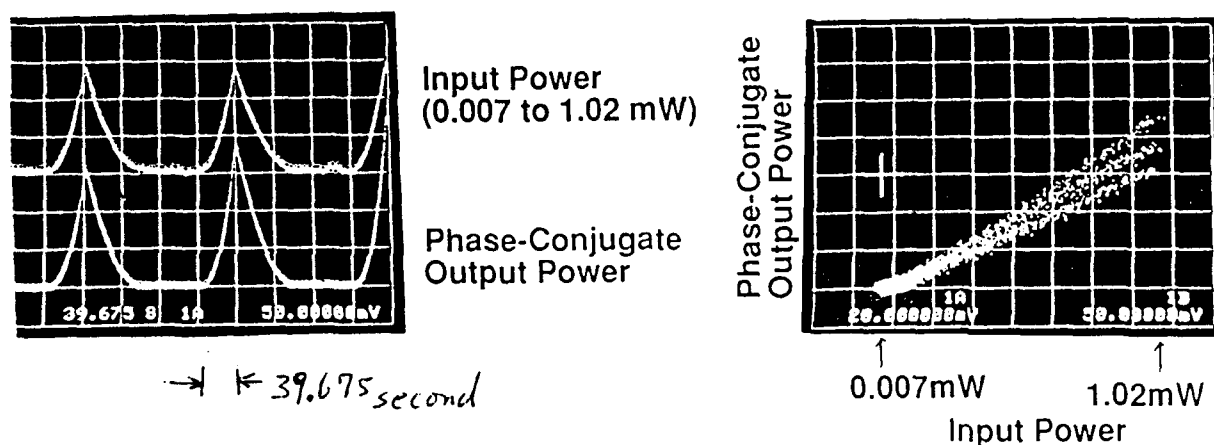 Input Power
(0.007 to 1.02 mW)
Phase-Conjugate
Output Power
39.675 s 1A 50.00000mV
39.675 second
Phase-Conjugate
Output Power
1A 1B
20.000000mV 50.00000mV
0.007mW 1.02mW
Input Power